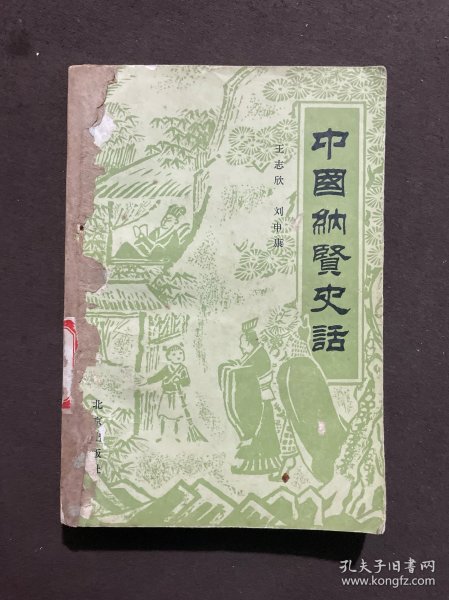 中國納賢史話
王志欣 刘申康
北京出版社
孔夫子旧书网
www.kongfz.com